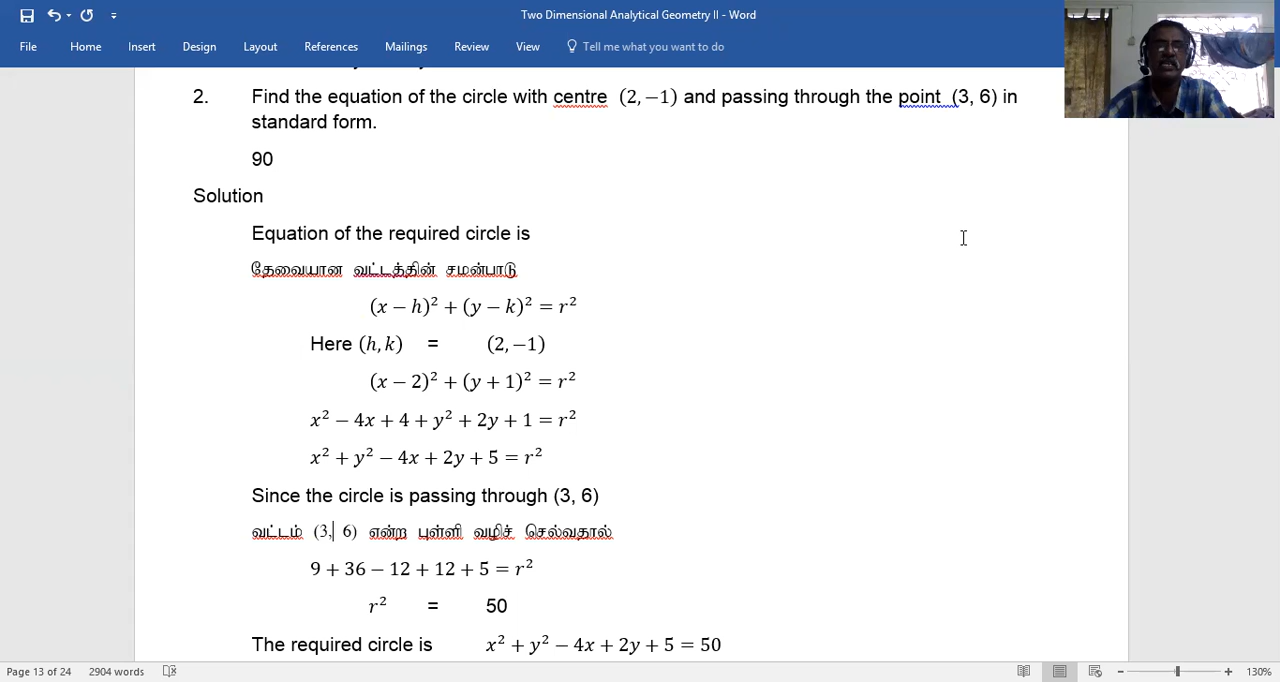 Two Dimensional Analytical Geometry II - Word
File Home Insert Design Layout References Mailings Review View Tell me what you want to do
2. Find the equation of the circle with centre (2, −1) and passing through the point (3, 6) in
standard form.
90
Solution
Equation of the required circle is
தேவையான வட்டத்தின் சமன்பாடு
(x − h)² + (y − k)² = r²
Here (h, k) = (2, −1)
(x − 2)² + (y + 1)² = r²
x² − 4x + 4 + y² + 2y + 1 = r²
x² + y² − 4x + 2y + 5 = r²
Since the circle is passing through (3, 6)
வட்டம் (3, 6) என்ற புள்ளி வழிச் செல்வதால்
9 + 36 − 12 + 12 + 5 = r²
r² = 50
The required circle is x² + y² − 4x + 2y + 5 = 50
Page 13 of 24 2904 words 130%